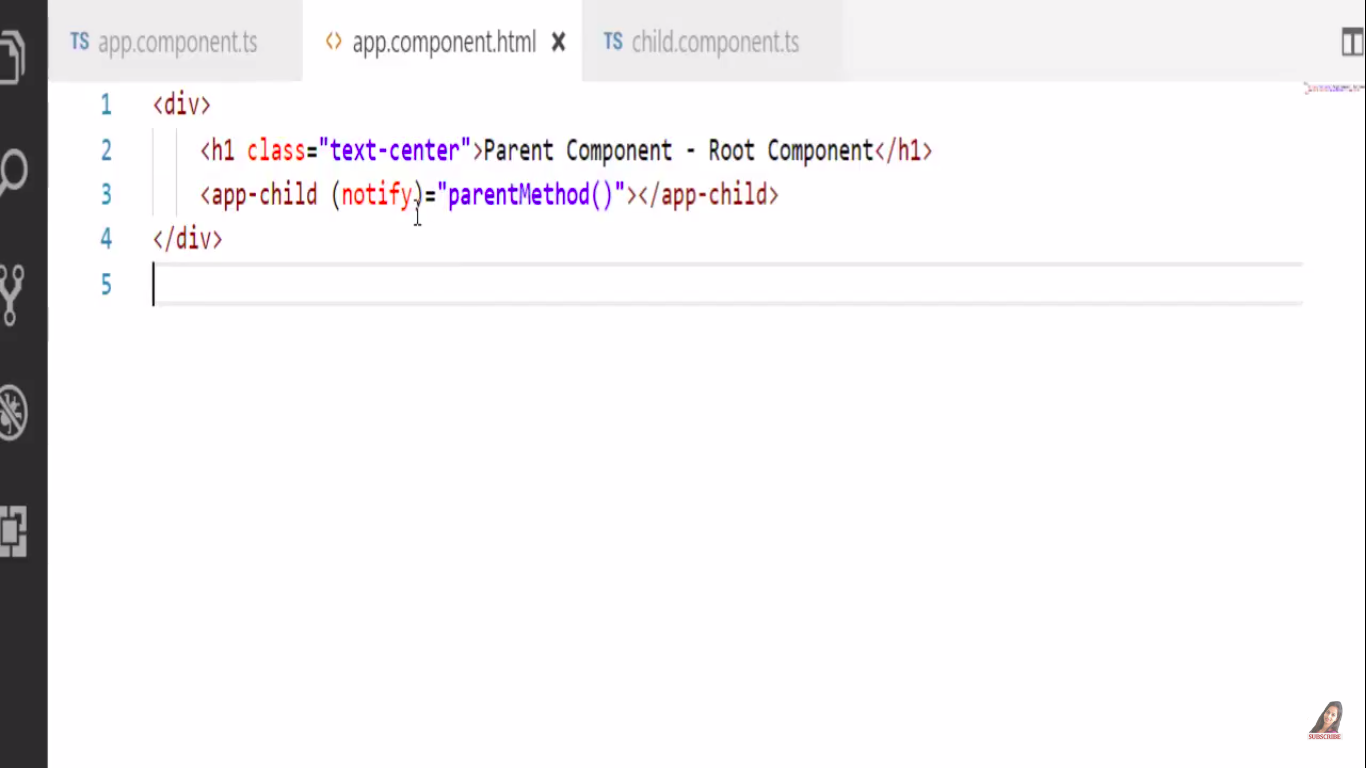 TS app.component.ts <> app.component.html × TS child.component.ts
1 <div>
2 <h1 class="text-center">Parent Component - Root Component</h1>
3 <app-child (notify)="parentMethod()"></app-child>
4 </div>
5
SUBSCRIBE